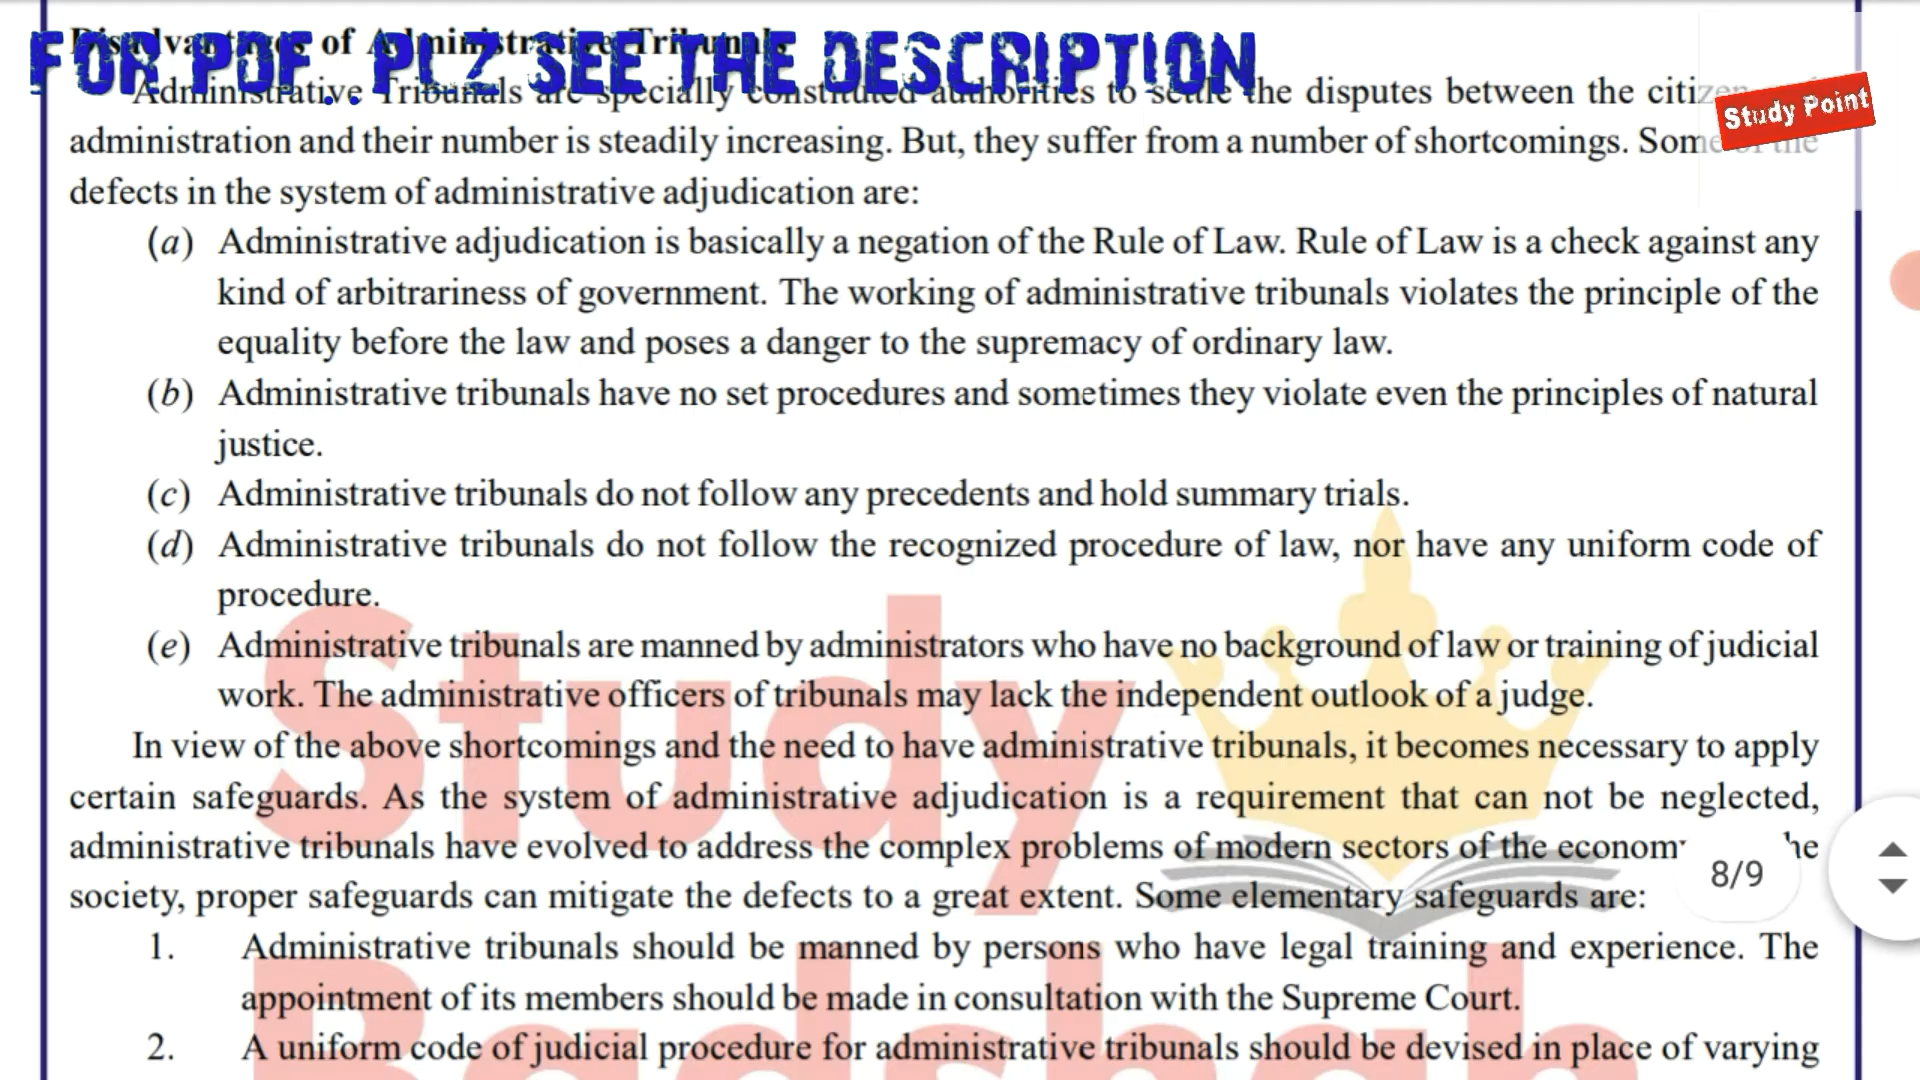 FOR PDF.. PLZ SEE THE DESCRIPTION
Disadvantages of Administrative Tribunals
Study Point
Administrative Tribunals are specially constituted authorities to settle the disputes between the citizen
administration and their number is steadily increasing. But, they suffer from a number of shortcomings. Some of the
defects in the system of administrative adjudication are:
(a) Administrative adjudication is basically a negation of the Rule of Law. Rule of Law is a check against any
kind of arbitrariness of government. The working of administrative tribunals violates the principle of the
equality before the law and poses a danger to the supremacy of ordinary law.
(b) Administrative tribunals have no set procedures and sometimes they violate even the principles of natural
justice.
(c) Administrative tribunals do not follow any precedents and hold summary trials.
(d) Administrative tribunals do not follow the recognized procedure of law, nor have any uniform code of
procedure.
(e) Administrative tribunals are manned by administrators who have no background of law or training of judicial
work. The administrative officers of tribunals may lack the independent outlook of a judge.
In view of the above shortcomings and the need to have administrative tribunals, it becomes necessary to apply
certain safeguards. As the system of administrative adjudication is a requirement that can not be neglected,
administrative tribunals have evolved to address the complex problems of modern sectors of the econom he
society, proper safeguards can mitigate the defects to a great extent. Some elementary safeguards are:
8/9
1. Administrative tribunals should be manned by persons who have legal training and experience. The
appointment of its members should be made in consultation with the Supreme Court.
2. A uniform code of judicial procedure for administrative tribunals should be devised in place of varying
Study
Badshah